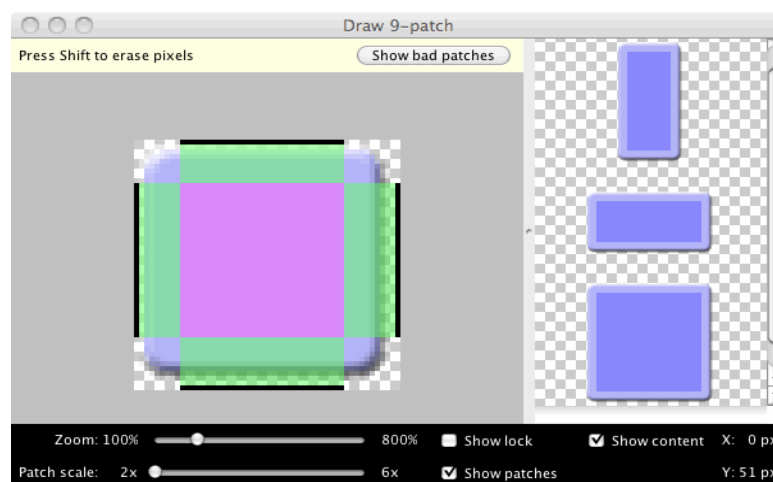 Draw 9-patch
Press Shift to erase pixels Show bad patches
Zoom: 100% 800% Show lock Show content X: 0 px
Patch scale: 2x 6x Show patches Y: 51 px